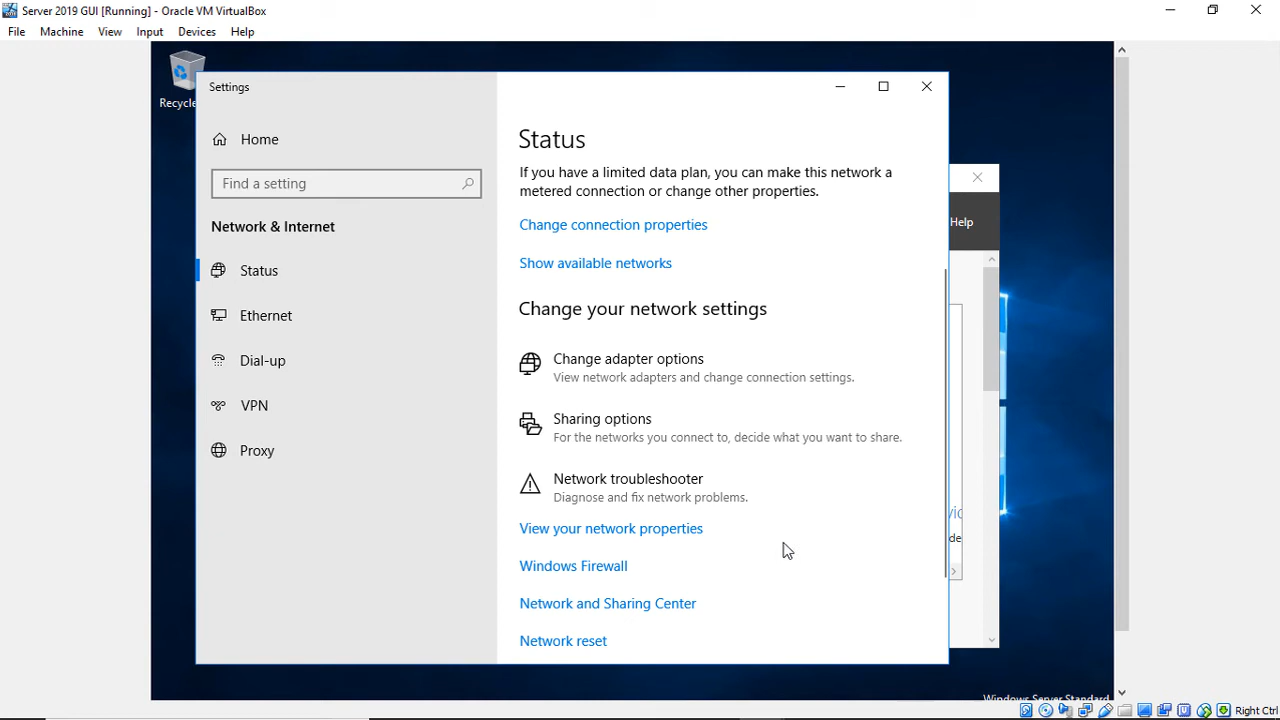 Server 2019 GUI [Running] - Oracle VM VirtualBox
File Machine View Input Devices Help
Settings
Home
Find a setting
Network & Internet
Status
Ethernet
Dial-up
VPN
Proxy
Status
If you have a limited data plan, you can make this network a
metered connection or change other properties.
Change connection properties
Show available networks
Change your network settings
Change adapter options
View network adapters and change connection settings.
Sharing options
For the networks you connect to, decide what you want to share.
Network troubleshooter
Diagnose and fix network problems.
View your network properties
Windows Firewall
Network and Sharing Center
Network reset
Help
Windows Server Standard
Right Ctrl